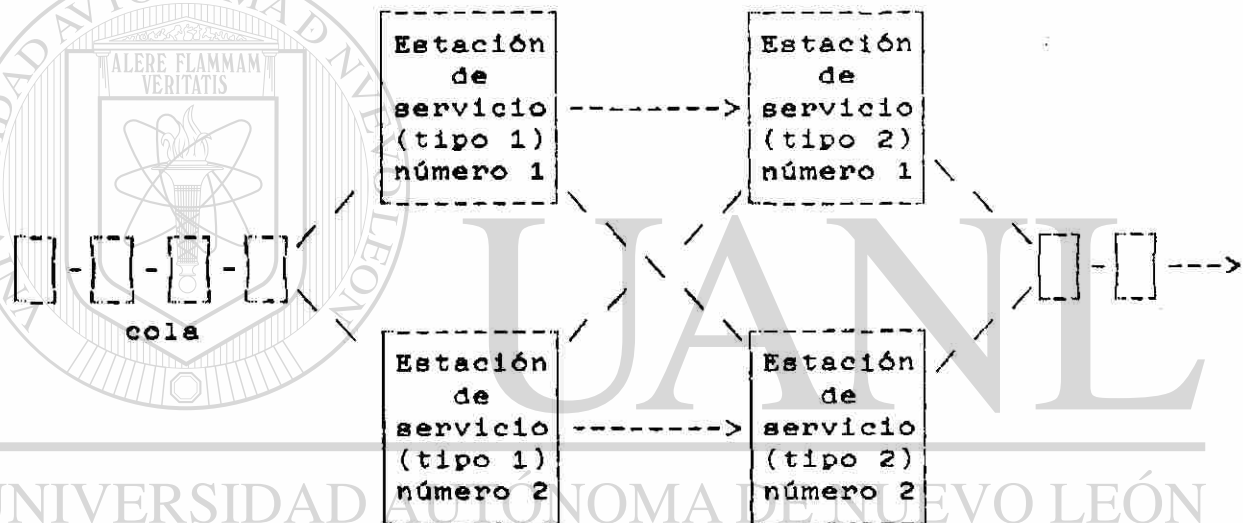 Estación
de
servicio
(tipo 1)
número 1
Estación
de
servicio
(tipo 2)
número 1
cola
Estación
de
servicio
(tipo 1)
número 2
Estación
de
servicio
(tipo 2)
número 2
ALERE FLAMMAM
VERITATIS
UANL
UNIVERSIDAD AUTÓNOMA DE NUEVO LEÓN